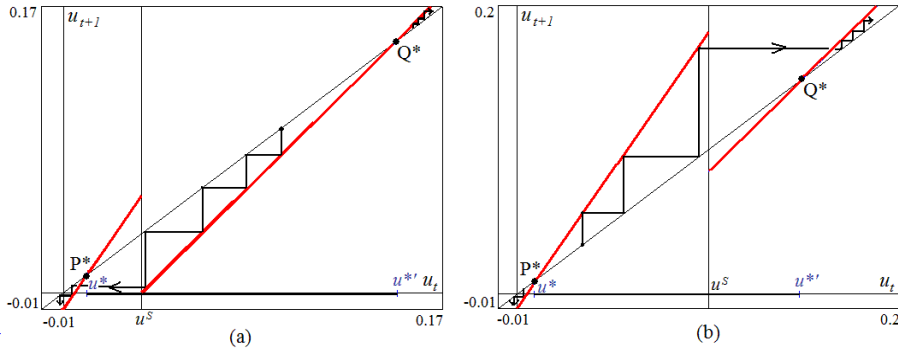 0.17
u_{t+1}
Q*
P*
u*
u*'
u_t
-0.01
-0.01
u^S
0.17
(a)
0.2
u_{t+1}
Q*
P*
u*
u^S
u*'
u_t
-0.01
-0.01
0.2
(b)